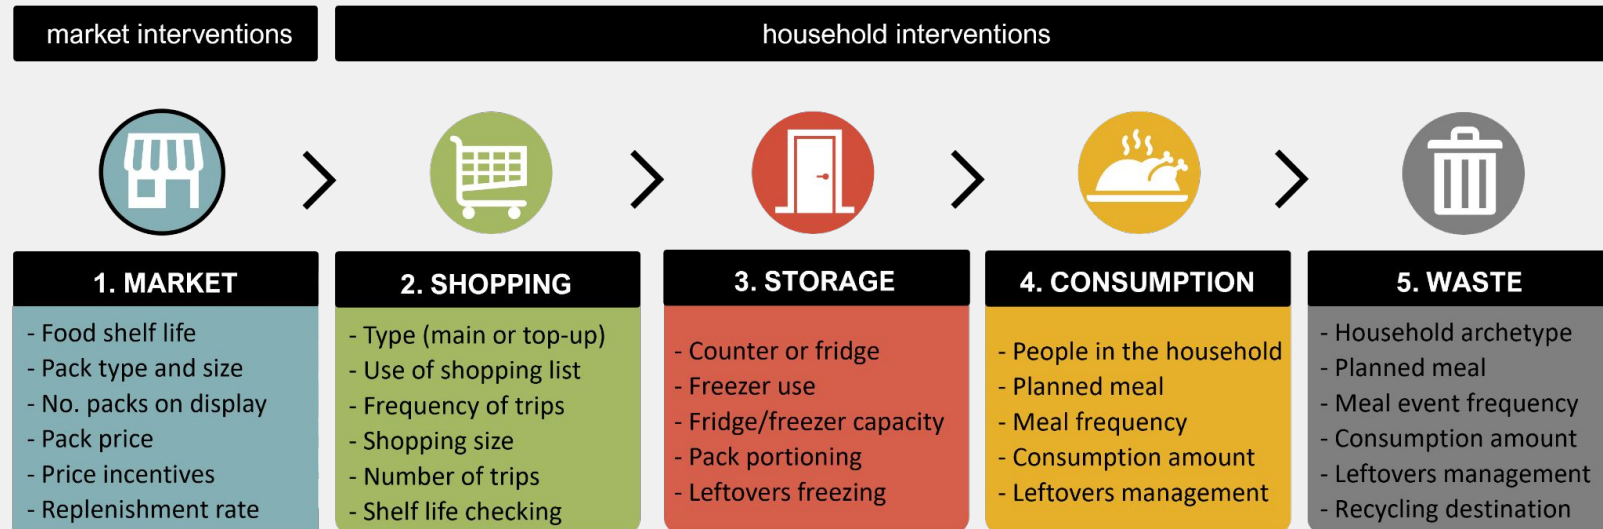 market interventions
household interventions
1. MARKET
- Food shelf life
- Pack type and size
- No. packs on display
- Pack price
- Price incentives
- Replenishment rate
2. SHOPPING
- Type (main or top-up)
- Use of shopping list
- Frequency of trips
- Shopping size
- Number of trips
- Shelf life checking
3. STORAGE
- Counter or fridge
- Freezer use
- Fridge/freezer capacity
- Pack portioning
- Leftovers freezing
4. CONSUMPTION
- People in the household
- Planned meal
- Meal frequency
- Consumption amount
- Leftovers management
5. WASTE
- Household archetype
- Planned meal
- Meal event frequency
- Consumption amount
- Leftovers management
- Recycling destination